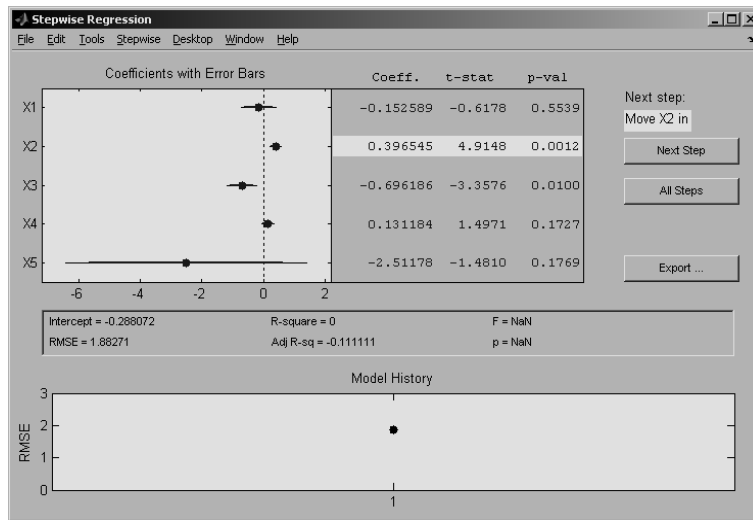 Stepwise Regression
File Edit Tools Stepwise Desktop Window Help
Coefficients with Error Bars
Coeff. t-stat p-val
X1 -0.152589 -0.6178 0.5539
X2 0.396545 4.9148 0.0012
X3 -0.696186 -3.3576 0.0100
X4 0.131184 1.4971 0.1727
X5 -2.51178 -1.4810 0.1769
-6 -4 -2 0 2
Next step:
Move X2 in
Next Step
All Steps
Export ...
Intercept = -0.288072 R-square = 0 F = NaN
RMSE = 1.88271 Adj R-sq = -0.111111 p = NaN
Model History
RMSE
3
2
1
0
1